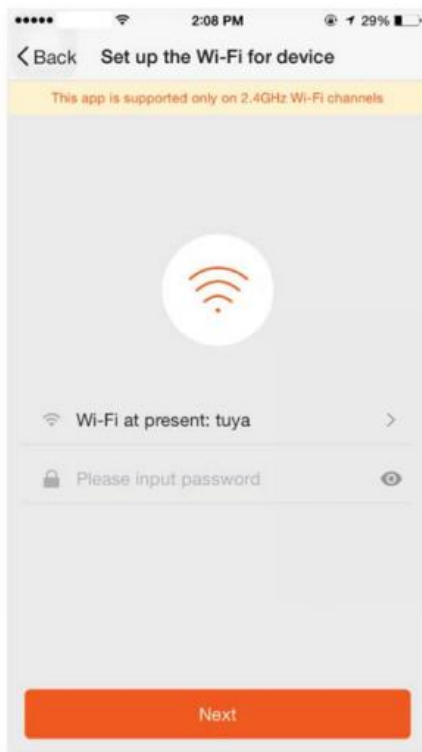 2:08 PM
29%
Back
Set up the Wi-Fi for device
This app is supported only on 2.4GHz Wi-Fi channels
Wi-Fi at present: tuya
Please input password
Next